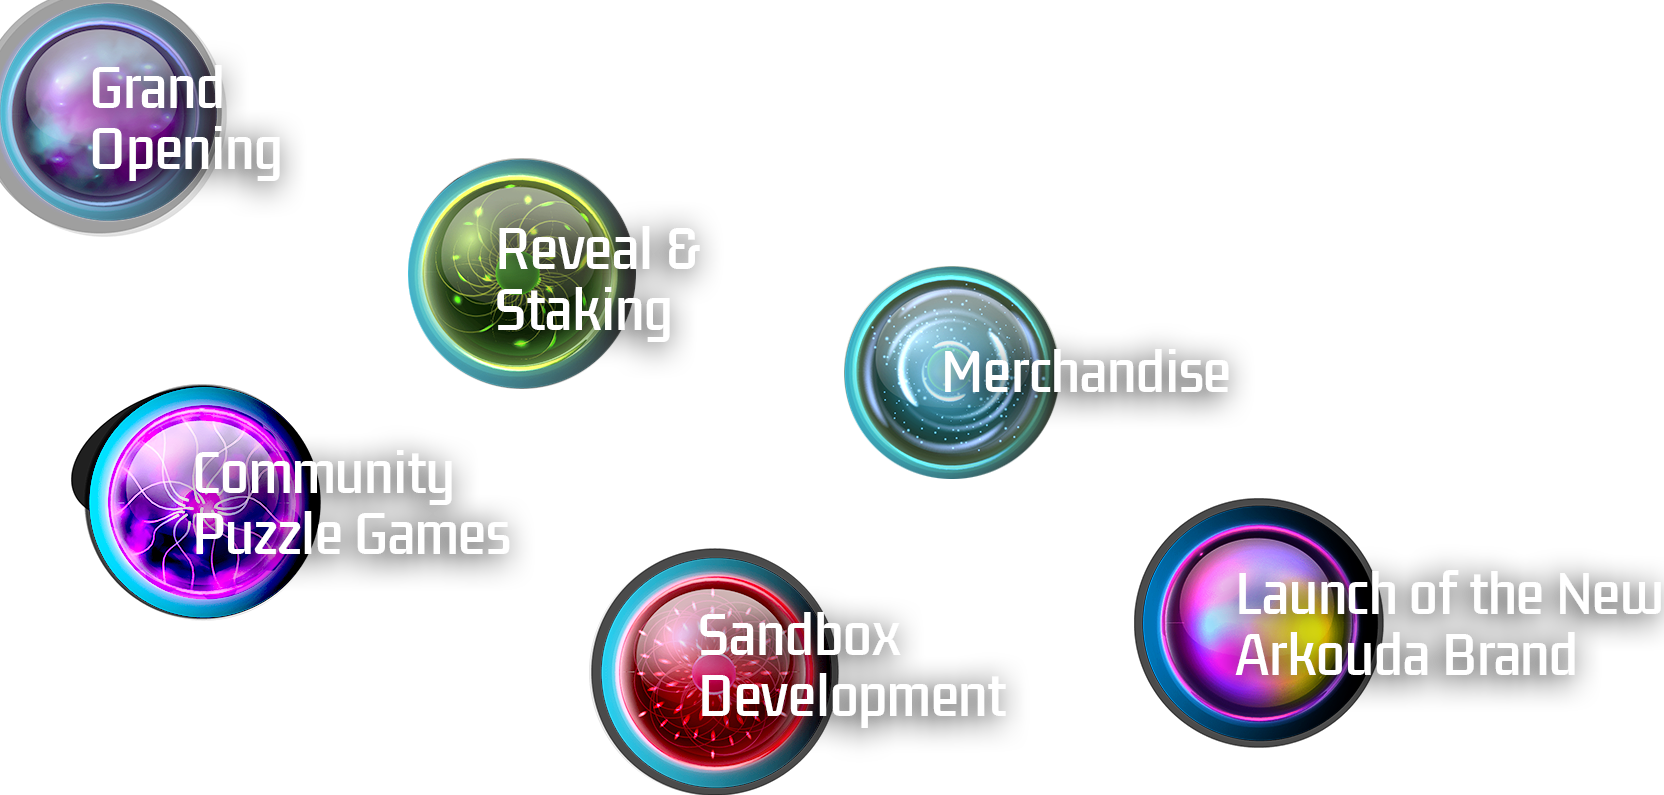 Grand
Opening
Reveal &
Staking
Merchandise
Community
Puzzle Games
Sandbox
Development
Launch of the New
Arkouda Brand